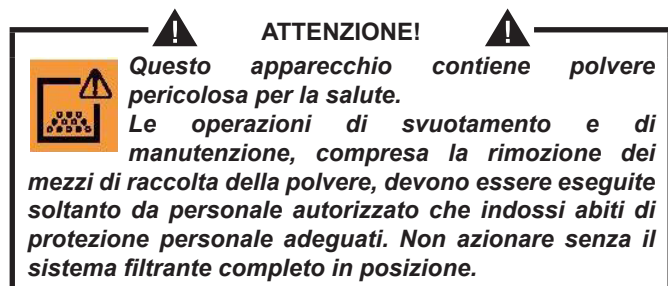 ATTENZIONE!
Questo apparecchio contiene polvere
pericolosa per la salute.
Le operazioni di svuotamento e di
manutenzione, compresa la rimozione dei
mezzi di raccolta della polvere, devono essere eseguite
soltanto da personale autorizzato che indossi abiti di
protezione personale adeguati. Non azionare senza il
sistema filtrante completo in posizione.